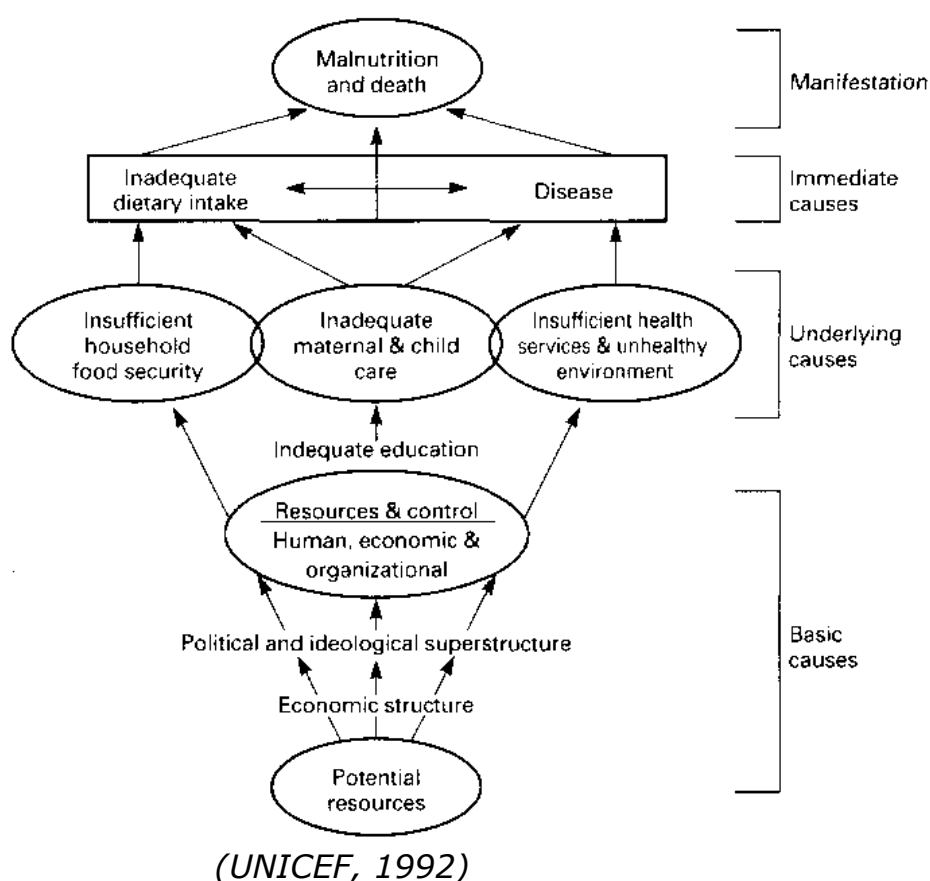 Malnutrition
and death
Manifestation
Inadequate
dietary intake
Disease
Immediate
causes
Insufficient
household
food security
Inadequate
maternal & child
care
Insufficient health
services & unhealthy
environment
Underlying
causes
Indequate education
Resources & control
Human, economic &
organizational
Political and ideological superstructure
Economic structure
Basic
causes
Potential
resources
(UNICEF, 1992)